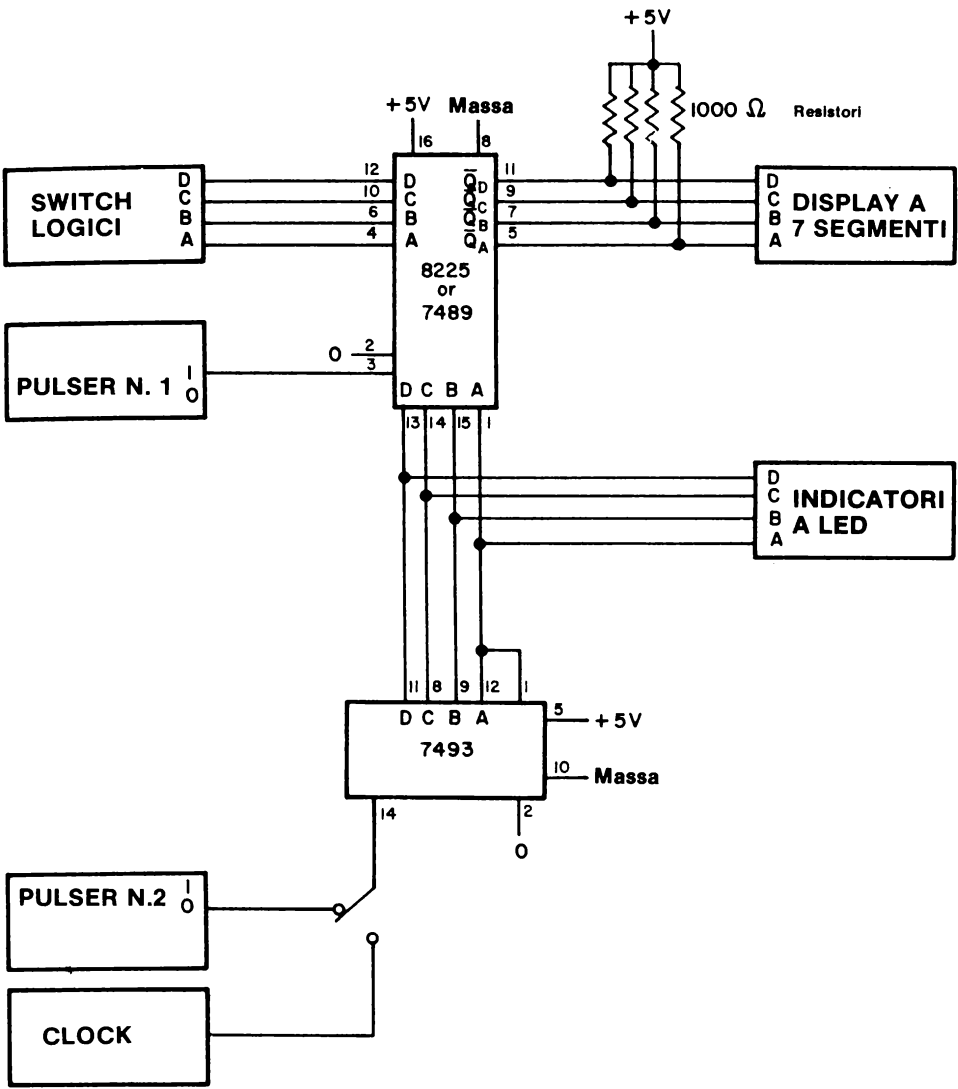 +5V
1000 Ω Resistori
+5V Massa
16 8
SWITCH LOGICI
D C B A
12 10 6 4
D C B A
Q̄D Q̄C Q̄B Q̄A
11 9 7 5
8225
or
7489
D C B A
DISPLAY A
7 SEGMENTI
PULSER N. 1
1
0
0 2
3
D C B A
13 14 15 1
D C B A
INDICATORI
A LED
11 8 9 12 1
D C B A
7493
5 +5V
10 Massa
14 2
0
PULSER N.2
1
0
CLOCK